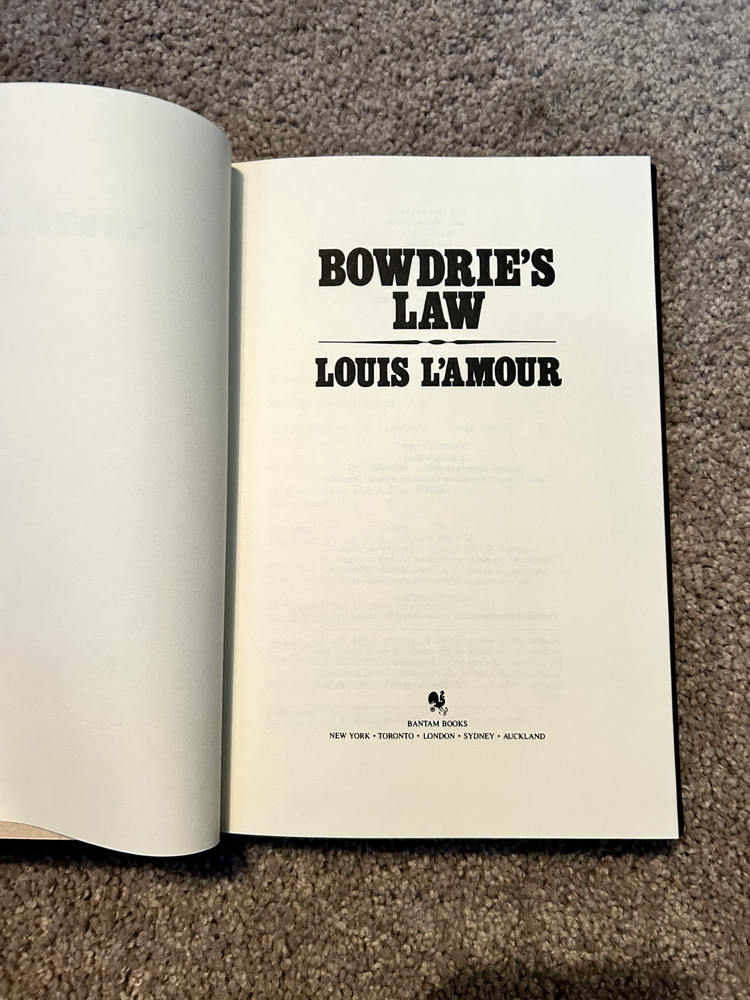 BOWDRIE'S
LAW
LOUIS L'AMOUR
BANTAM BOOKS
NEW YORK • TORONTO • LONDON • SYDNEY • AUCKLAND